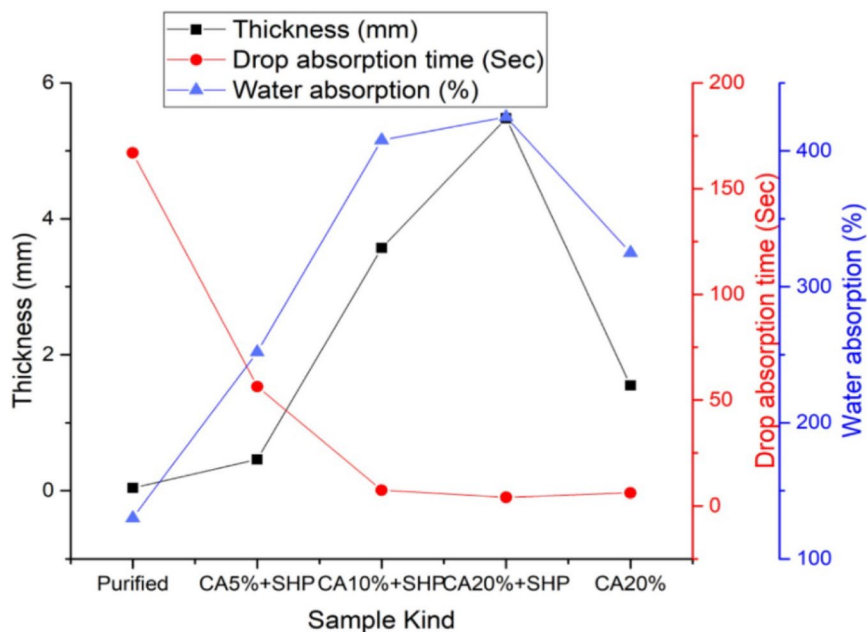 Thickness (mm)
Drop absorption time (Sec)
Water absorption (%)
6
4
2
0
Thickness (mm)
200
150
100
50
0
Drop absorption time (Sec)
400
300
200
100
Water absorption (%)
Purified CA5%+SHP CA10%+SHP CA20%+SHP CA20%
Sample Kind